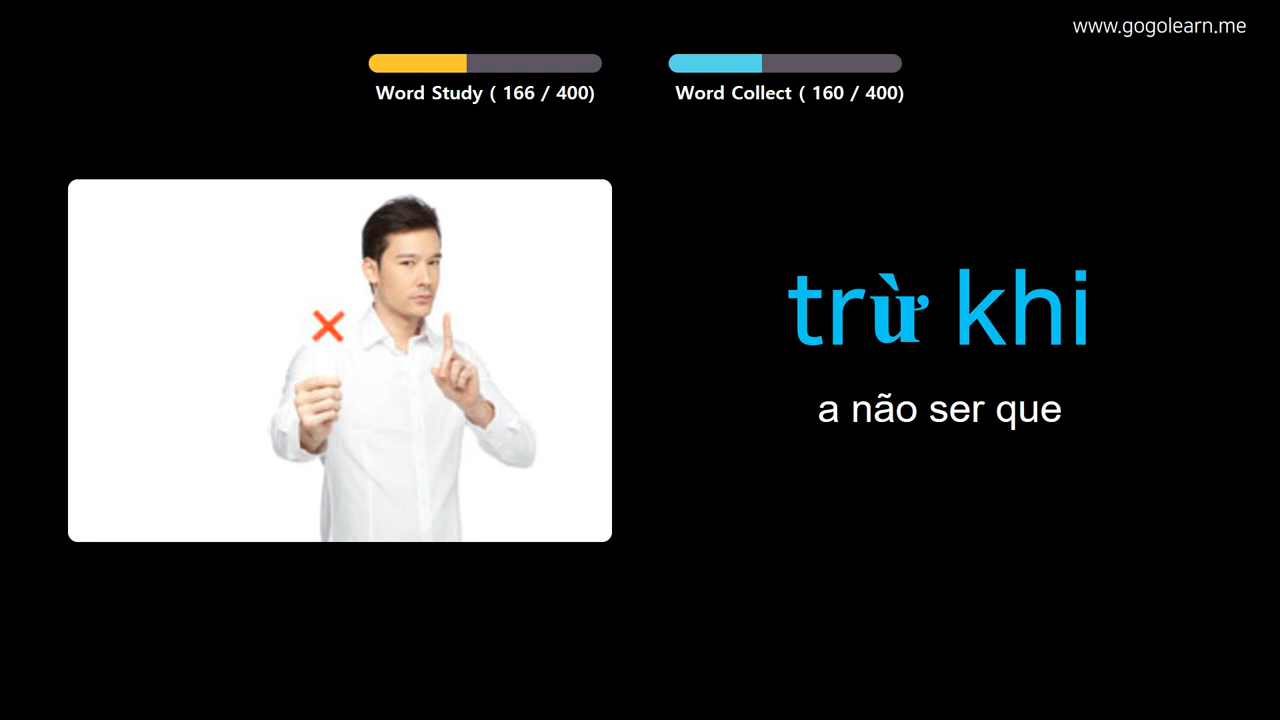 www.gogolearn.me
Word Study ( 166 / 400)
Word Collect ( 160 / 400)
trừ khi
a não ser que